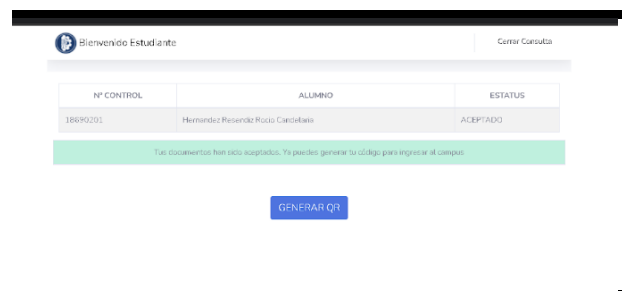 Bienvenido Estudiante
Cerrar Consulta
N° CONTROL ALUMNO ESTATUS
18690201 Hernandez Resendiz Rocio Candelaria ACEPTADO
Tus documentos han sido aceptados. Ya puedes generar tu código para ingresar al campus
GENERAR QR